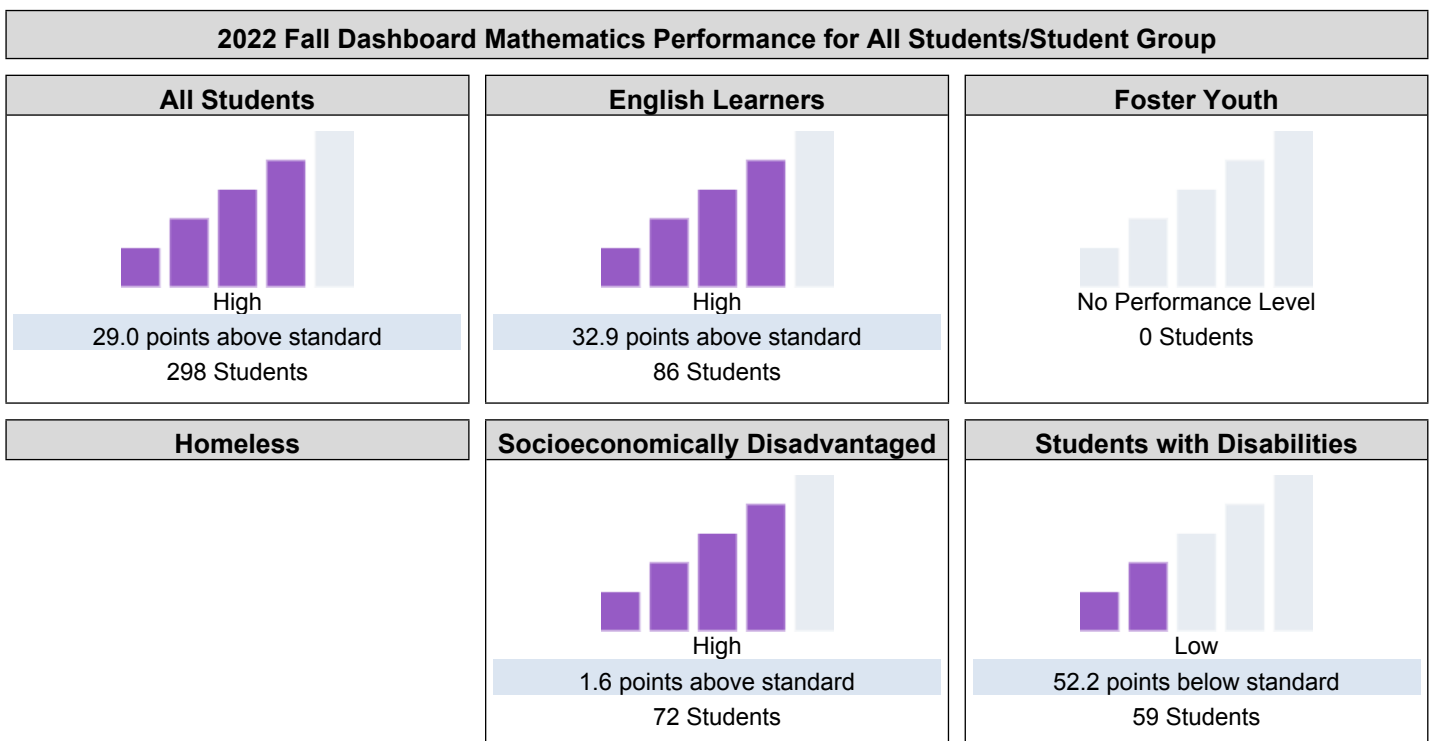 2022 Fall Dashboard Mathematics Performance for All Students/Student Group
All Students
High
29.0 points above standard
298 Students
English Learners
High
32.9 points above standard
86 Students
Foster Youth
No Performance Level
0 Students
Homeless
Socioeconomically Disadvantaged
High
1.6 points above standard
72 Students
Students with Disabilities
Low
52.2 points below standard
59 Students